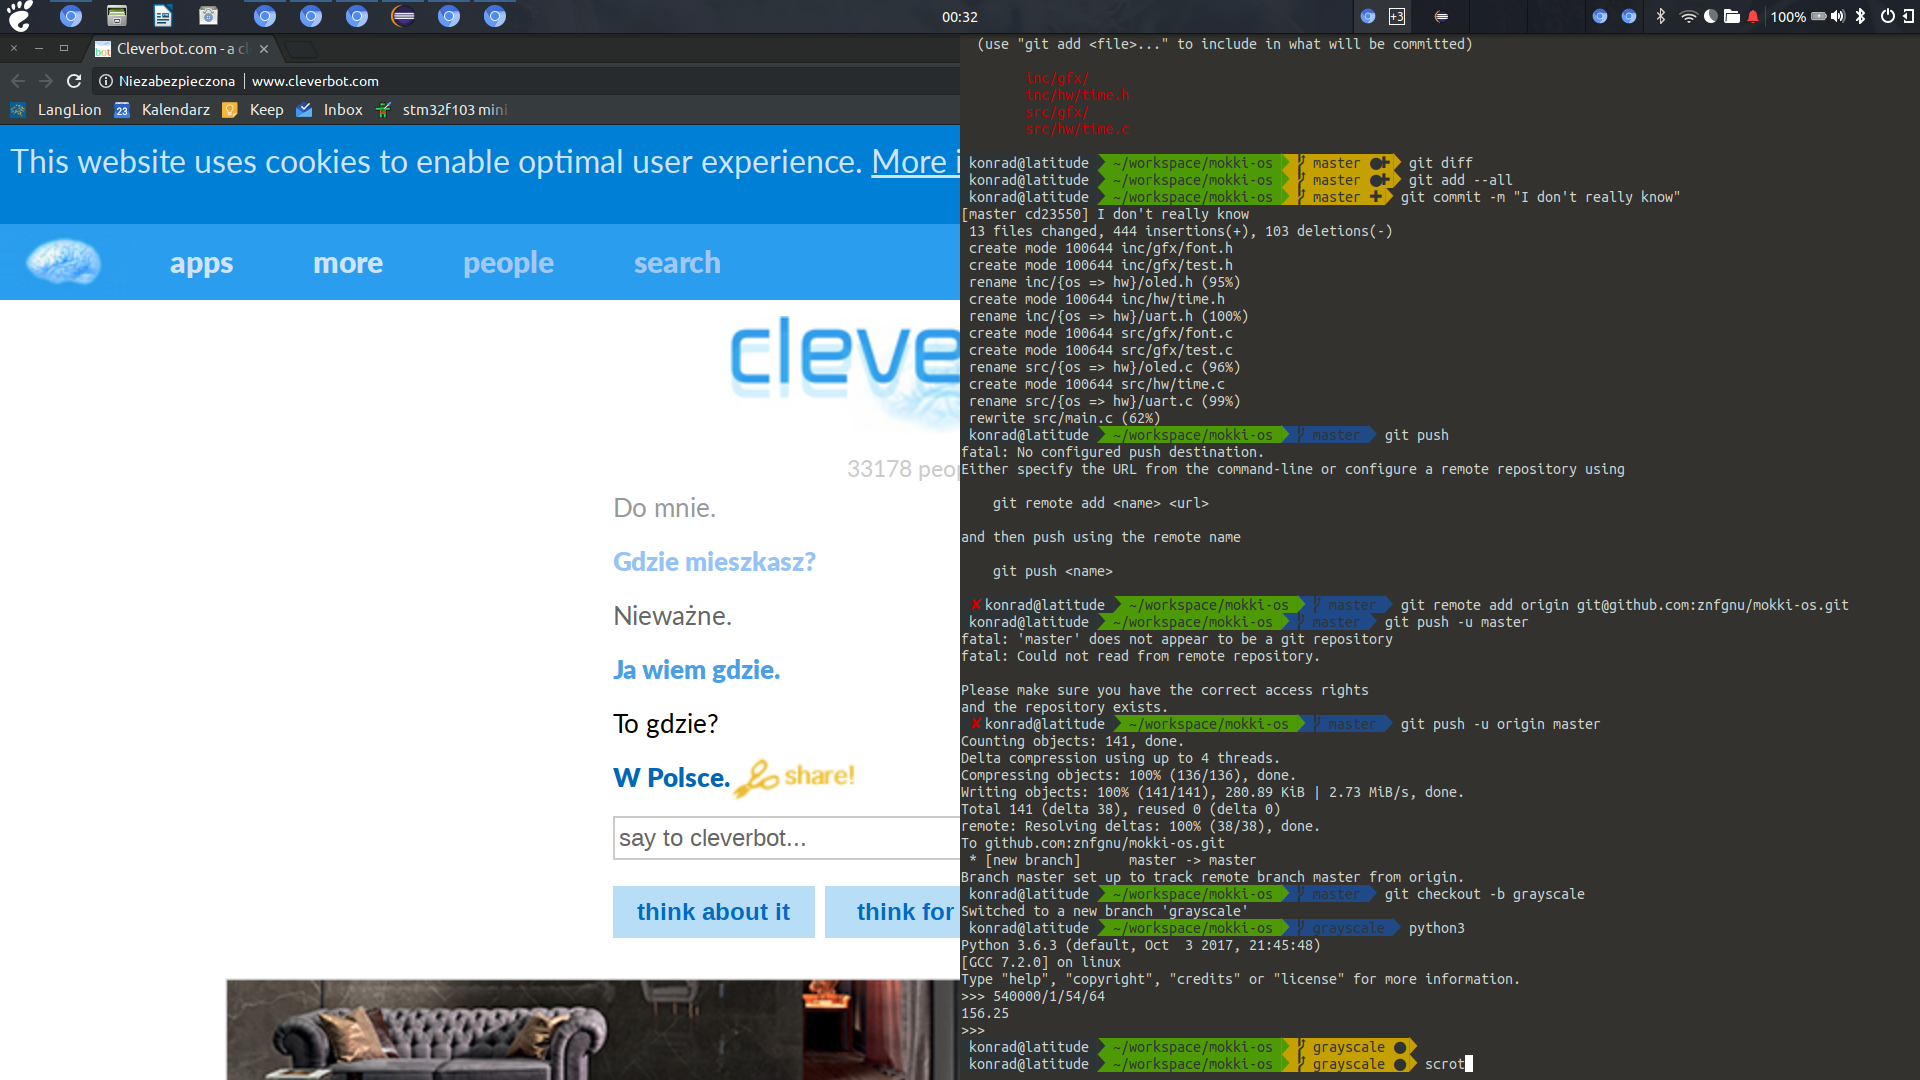 00:32
+3
100%
Cleverbot.com - a cl
Niezabezpieczona | www.cleverbot.com
LangLion
23
Kalendarz
Keep
Inbox
stm32f103 mini
This website uses cookies to enable optimal user experience. More i
apps
more
people
search
cleve
33178 peop
Do mnie.
Gdzie mieszkasz?
Nieważne.
Ja wiem gdzie.
To gdzie?
W Polsce. share!
say to cleverbot...
think about it
think for
(use "git add <file>..." to include in what will be committed)
inc/gfx/
inc/hw/time.h
src/gfx/
src/hw/time.c
konrad@latitude ~/workspace/mokki-os master ●✚ git diff
konrad@latitude ~/workspace/mokki-os master ●✚ git add --all
konrad@latitude ~/workspace/mokki-os master ✚ git commit -m "I don't really know"
[master cd23550] I don't really know
13 files changed, 444 insertions(+), 103 deletions(-)
create mode 100644 inc/gfx/font.h
create mode 100644 inc/gfx/test.h
rename inc/{os => hw}/oled.h (95%)
create mode 100644 inc/hw/time.h
rename inc/{os => hw}/uart.h (100%)
create mode 100644 src/gfx/font.c
create mode 100644 src/gfx/test.c
rename src/{os => hw}/oled.c (96%)
create mode 100644 src/hw/time.c
rename src/{os => hw}/uart.c (99%)
rewrite src/main.c (62%)
konrad@latitude ~/workspace/mokki-os master git push
fatal: No configured push destination.
Either specify the URL from the command-line or configure a remote repository using
git remote add <name> <url>
and then push using the remote name
git push <name>
✘ konrad@latitude ~/workspace/mokki-os master git remote add origin git@github.com:znfgnu/mokki-os.git
konrad@latitude ~/workspace/mokki-os master git push -u master
fatal: 'master' does not appear to be a git repository
fatal: Could not read from remote repository.
Please make sure you have the correct access rights
and the repository exists.
✘ konrad@latitude ~/workspace/mokki-os master git push -u origin master
Counting objects: 141, done.
Delta compression using up to 4 threads.
Compressing objects: 100% (136/136), done.
Writing objects: 100% (141/141), 280.89 KiB | 2.73 MiB/s, done.
Total 141 (delta 38), reused 0 (delta 0)
remote: Resolving deltas: 100% (38/38), done.
To github.com:znfgnu/mokki-os.git
* [new branch]      master -> master
Branch master set up to track remote branch master from origin.
konrad@latitude ~/workspace/mokki-os master git checkout -b grayscale
Switched to a new branch 'grayscale'
konrad@latitude ~/workspace/mokki-os grayscale python3
Python 3.6.3 (default, Oct  3 2017, 21:45:48)
[GCC 7.2.0] on linux
Type "help", "copyright", "credits" or "license" for more information.
>>> 540000/1/54/64
156.25
>>>
konrad@latitude ~/workspace/mokki-os grayscale ●
konrad@latitude ~/workspace/mokki-os grayscale ● scrot